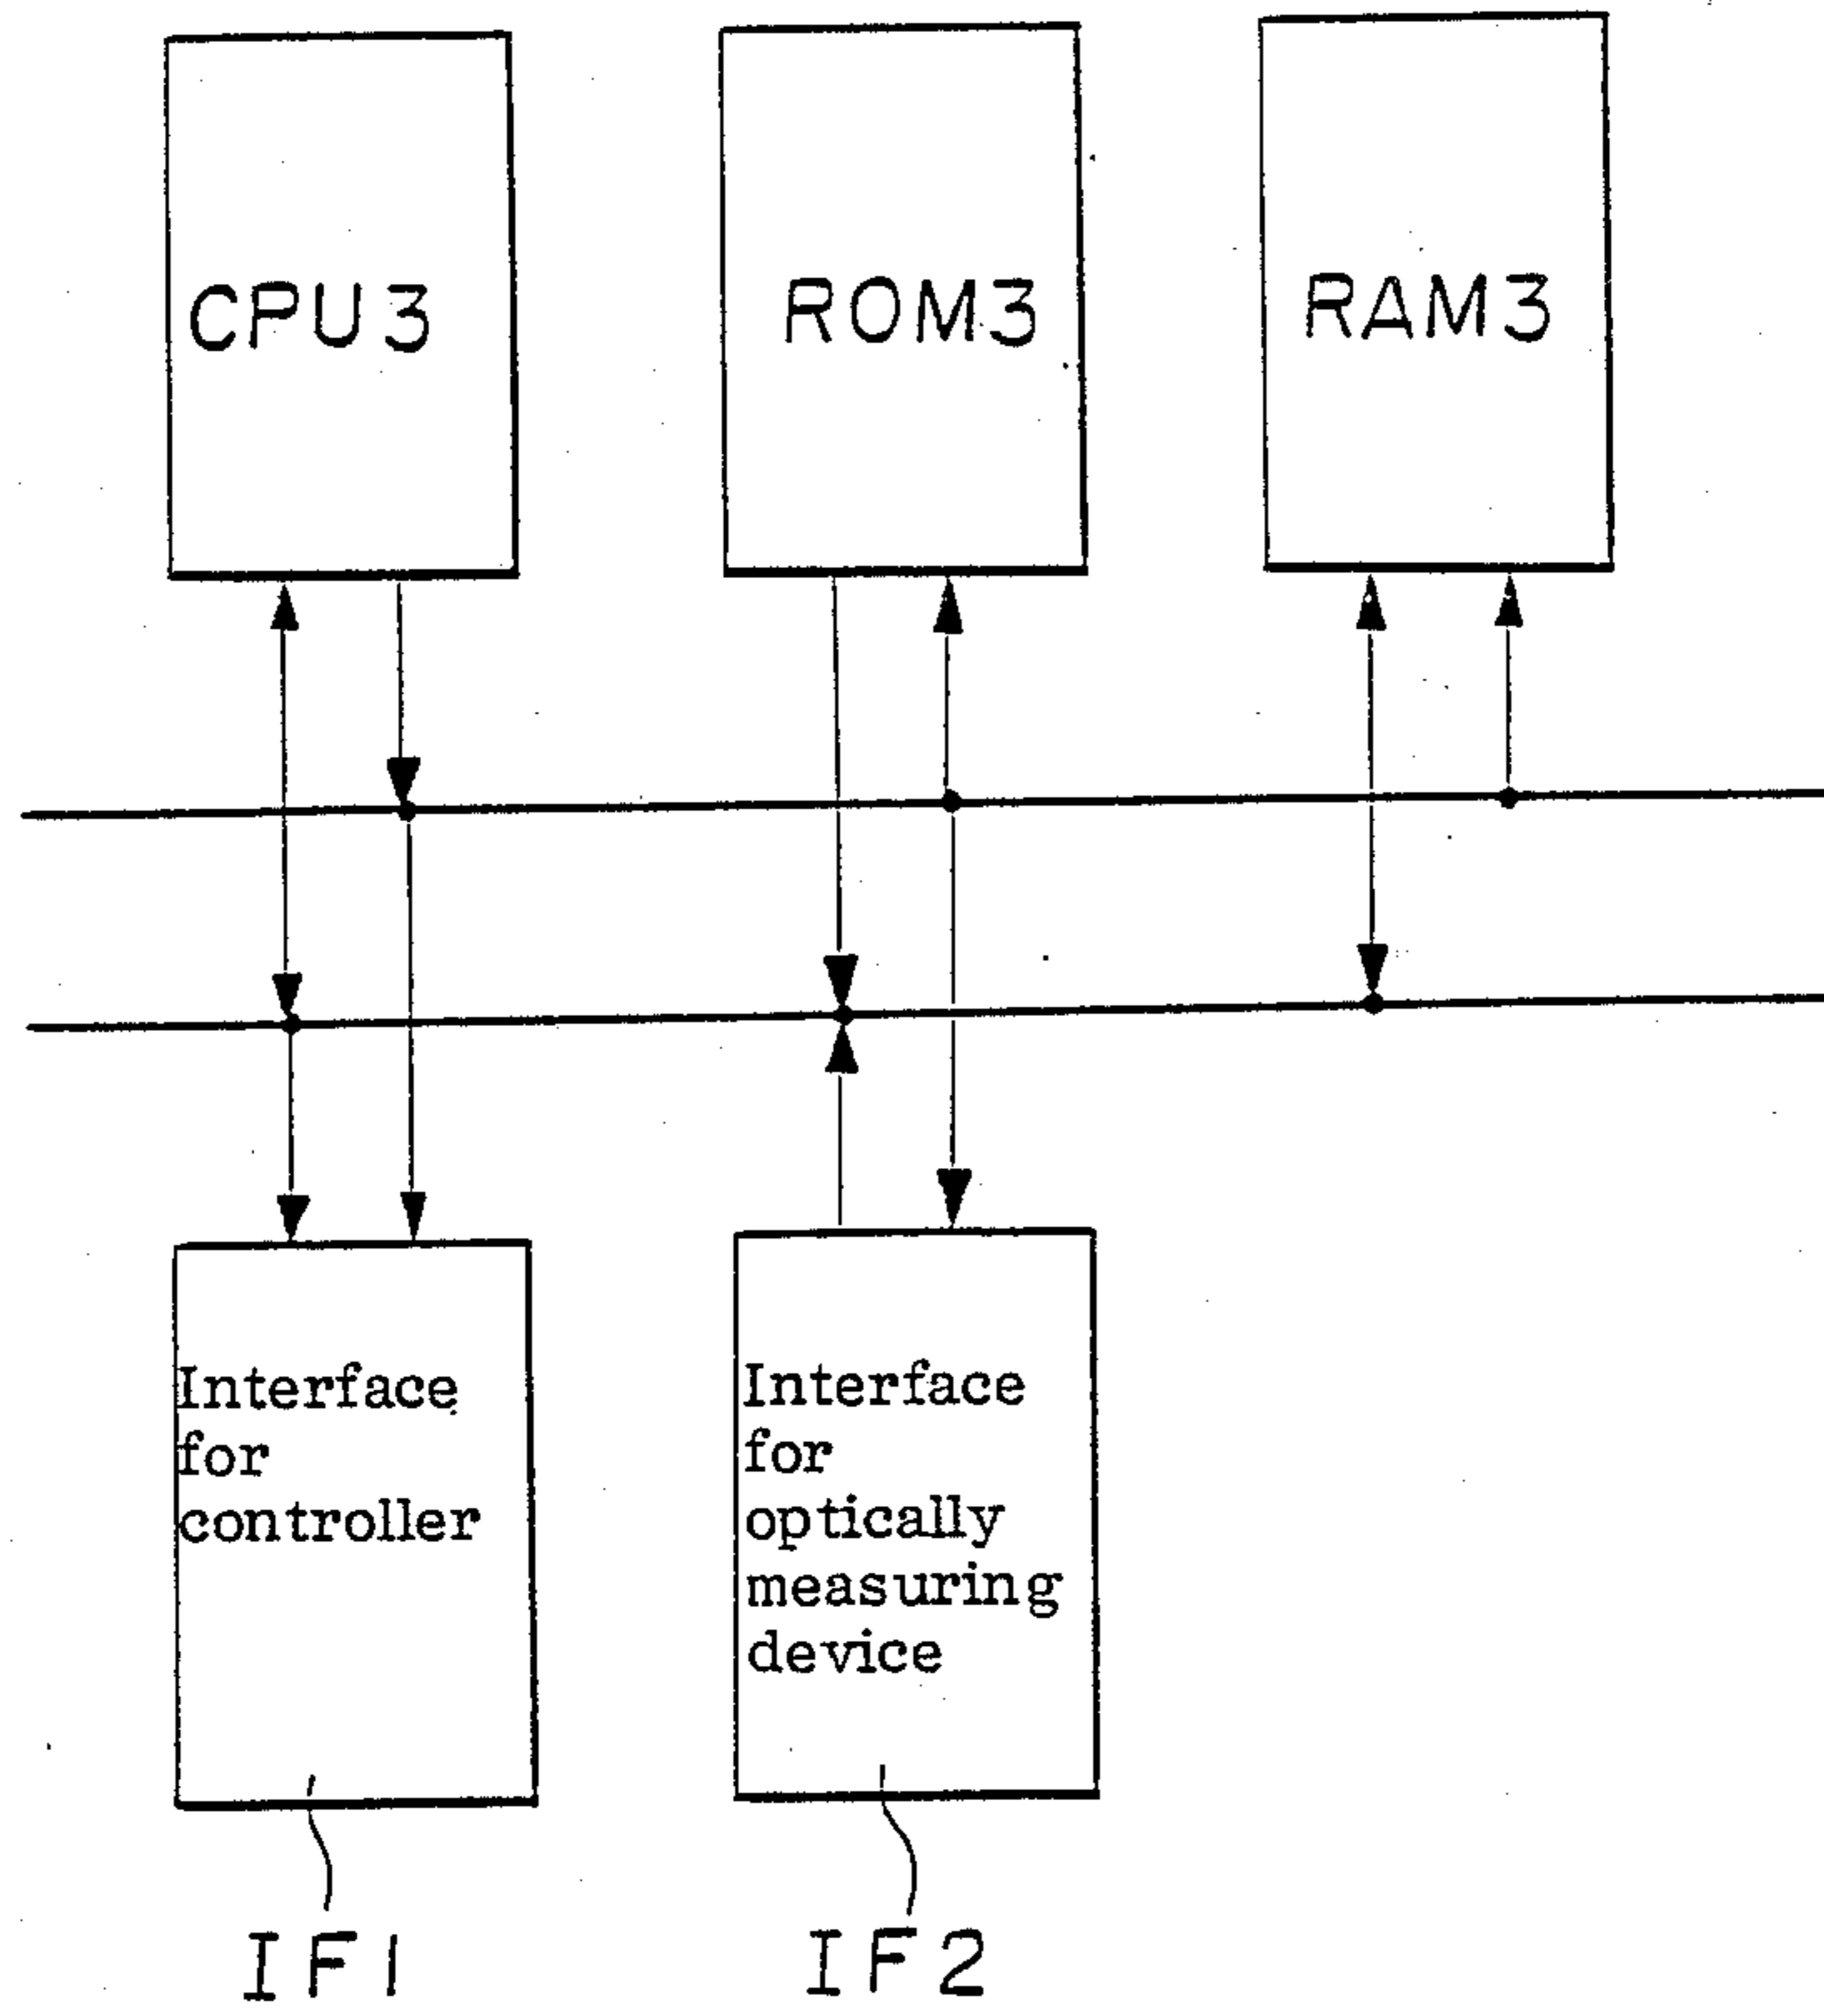 CPU3
ROM3
RAM3
Interface
for
controller
Interface
for
optically
measuring
device
IF1
IF2